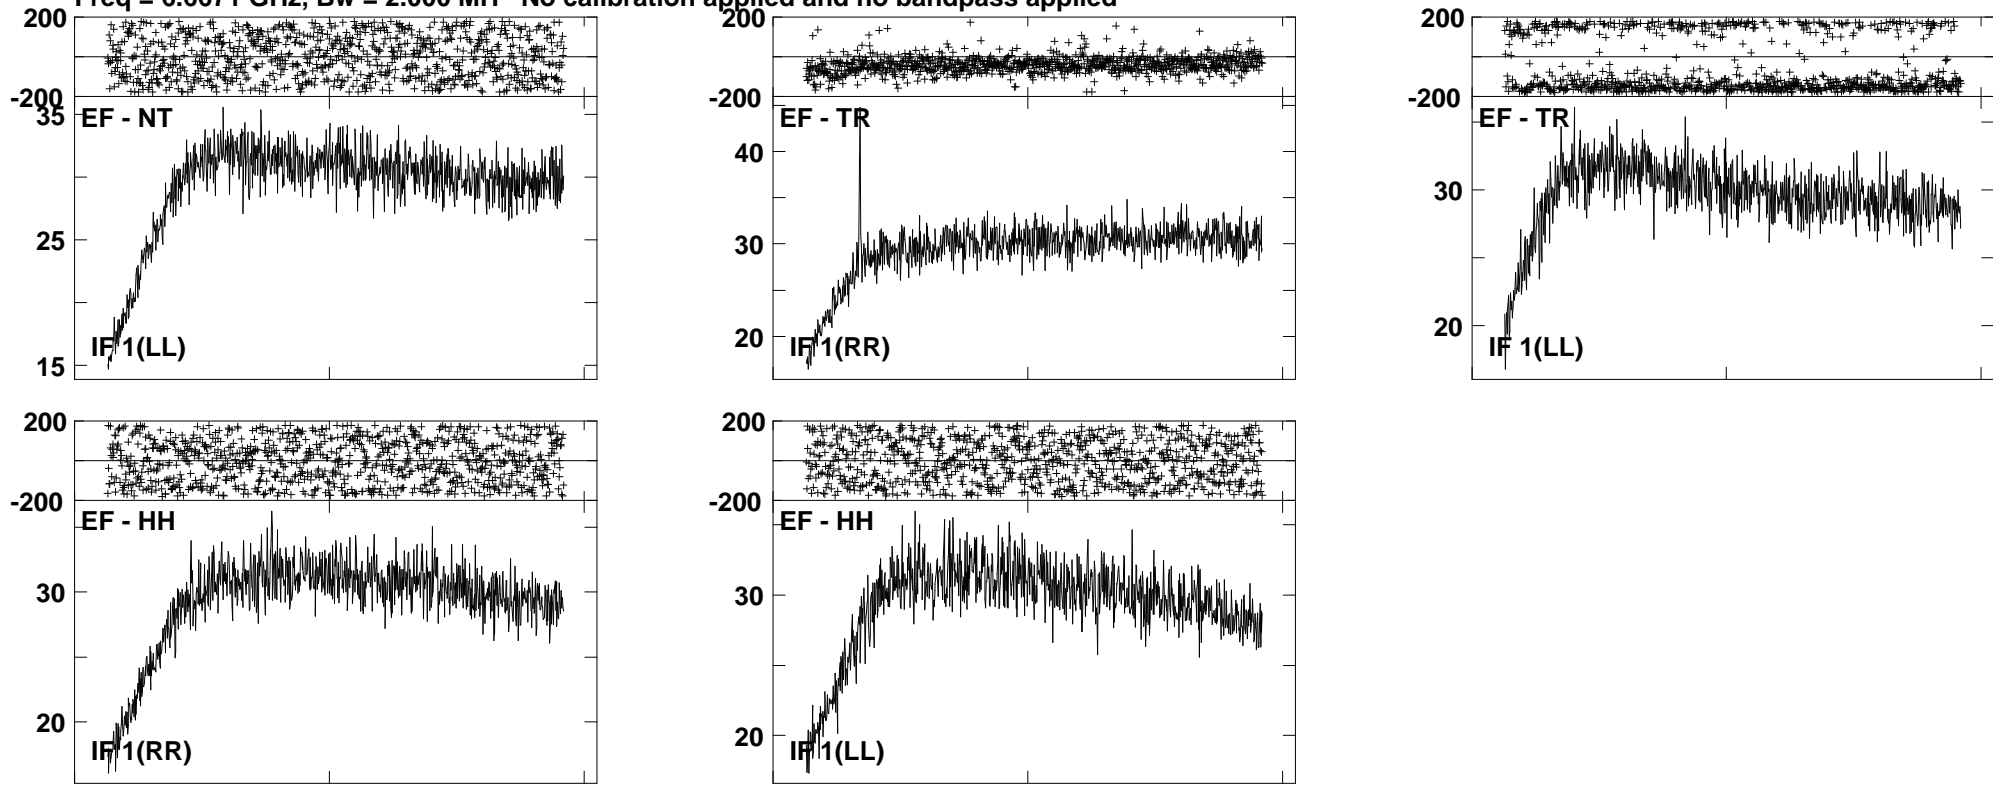 No calibration applied and no bandpass applied
200
-200
EF - NT
35
25
15
IF 1(LL)
-200
200
EF - TR
40
30
20
IF 1(RR)
200
-200
EF - TR
30
20
IF 1(LL)
200
-200
EF - HH
30
20
IF 1(RR)
200
-200
EF - HH
30
20
IF 1(LL)